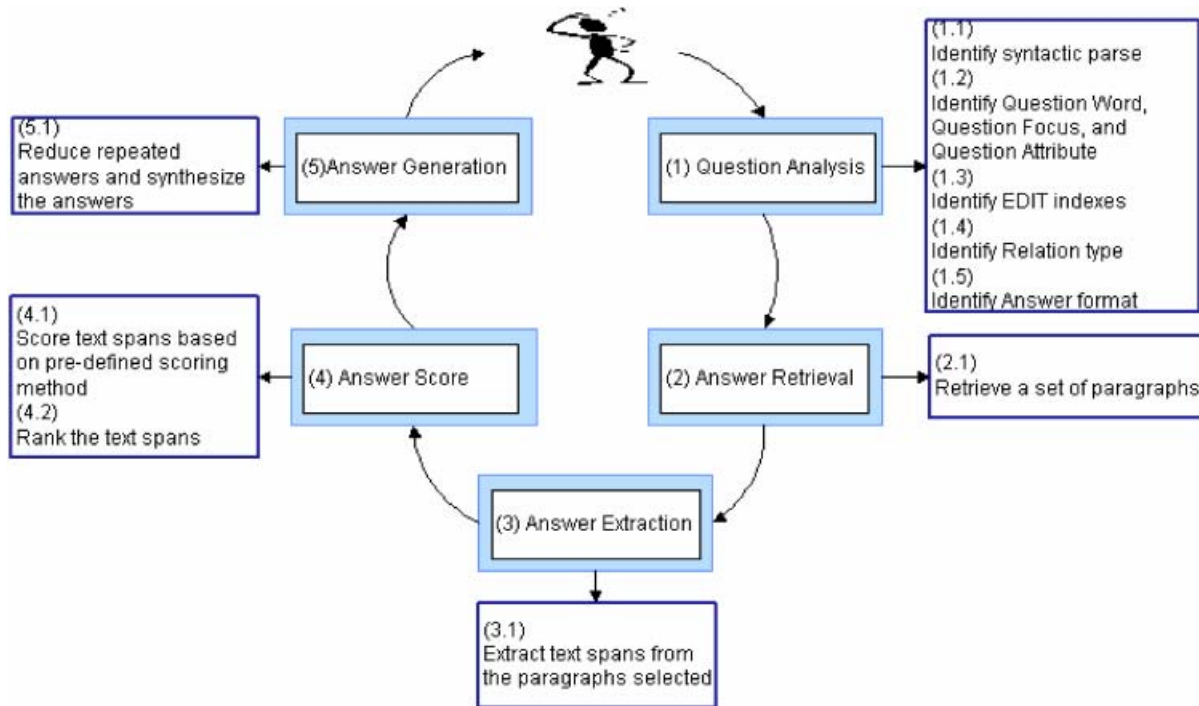 (1.1)
Identify syntactic parse
(1.2)
Identify Question Word,
Question Focus, and
Question Attribute
(1.3)
Identify EDIT indexes
(1.4)
Identify Relation type
(1.5)
Identify Answer format
(5.1)
Reduce repeated
answers and synthesize
the answers
(5)Answer Generation
(1) Question Analysis
(4.1)
Score text spans based
on pre-defined scoring
method
(4.2)
Rank the text spans
(4) Answer Score
(2) Answer Retrieval
(2.1)
Retrieve a set of paragraphs
(3) Answer Extraction
(3.1)
Extract text spans from
the paragraphs selected